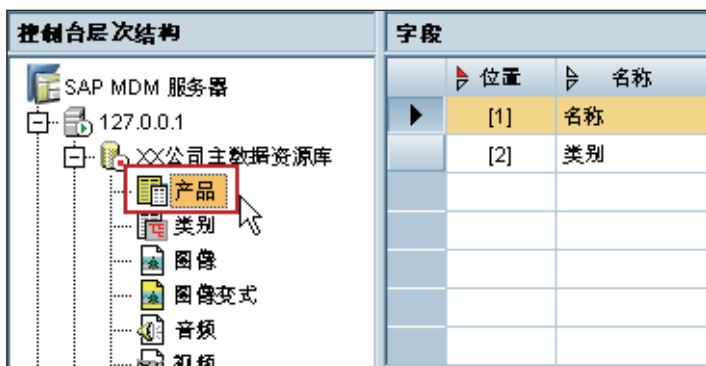 控制台层次结构
SAP MDM 服务器
127.0.0.1
XX公司主数据资源库
产品
类别
图像
图像变式
音频
视频
字段
位置 名称
[1] 名称
[2] 类别